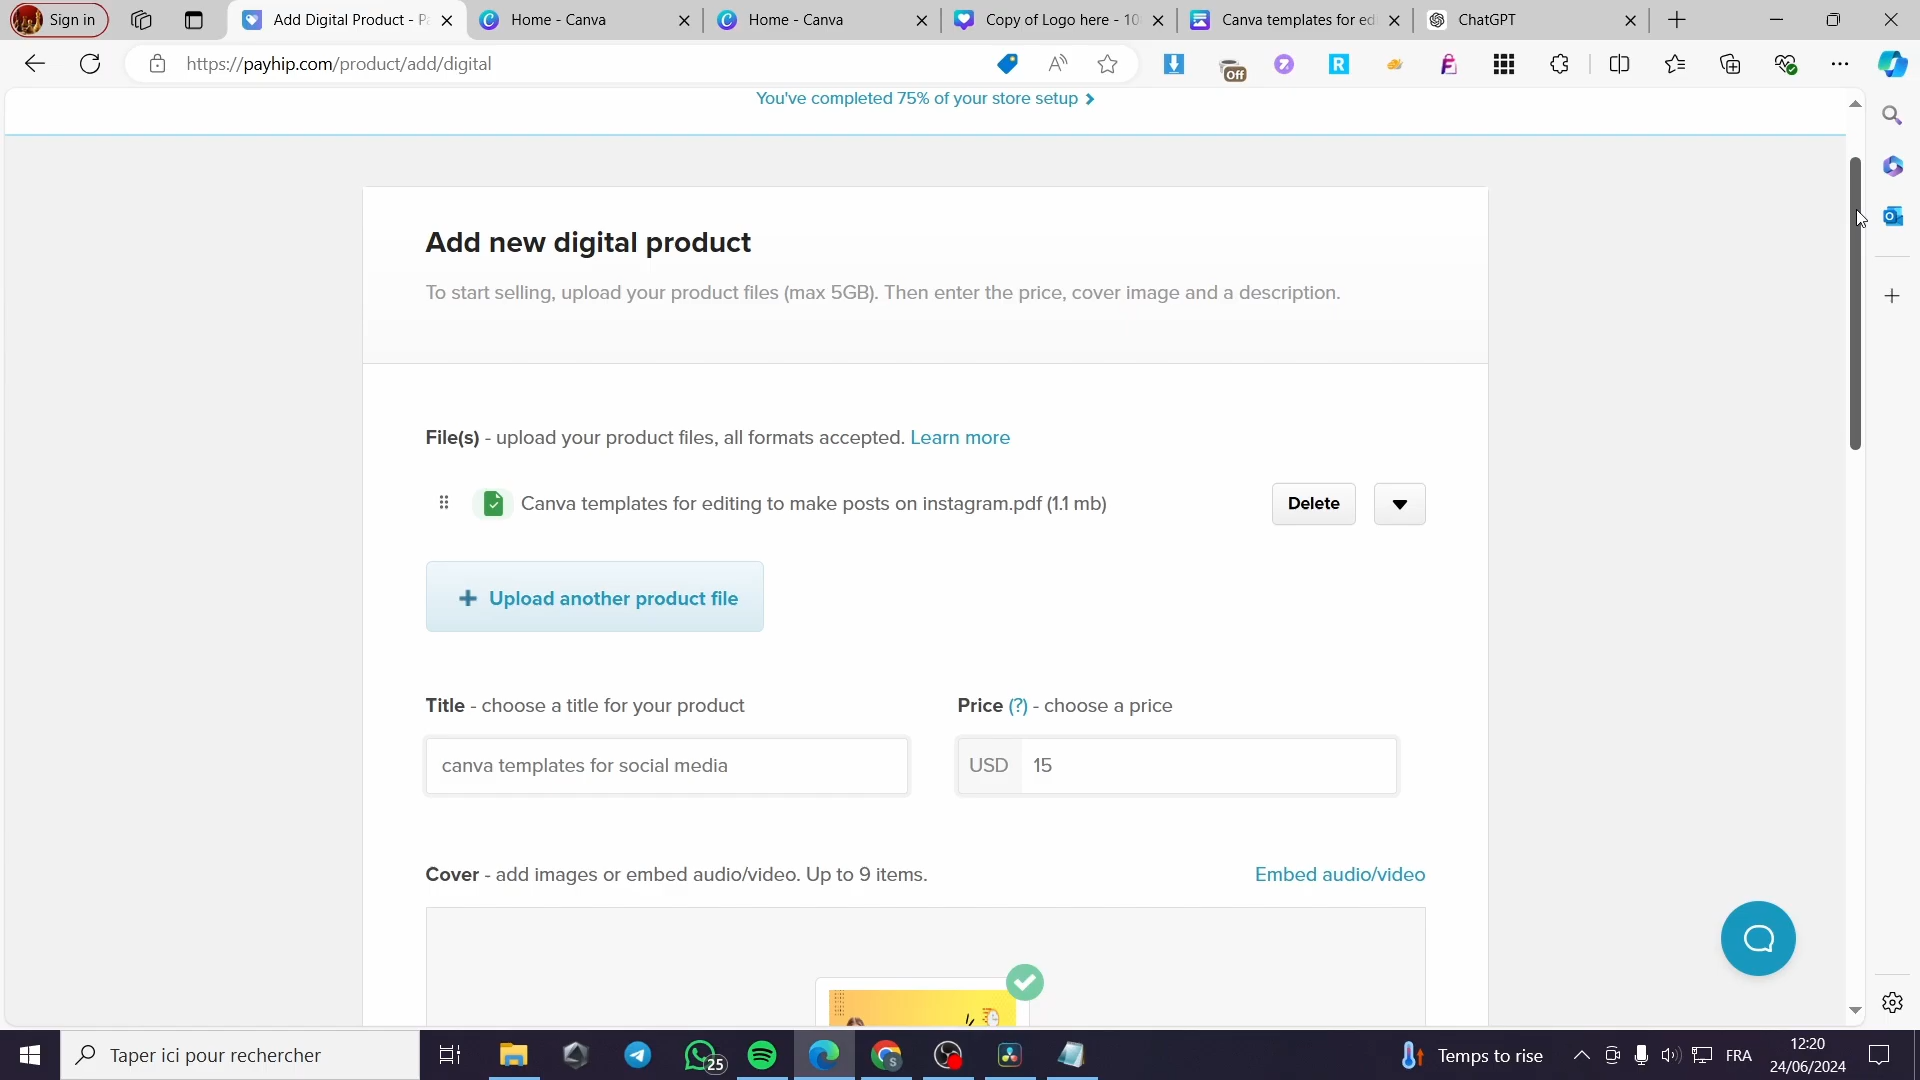 Sign in
Add Digital Product - Pa
Home - Canva
Home - Canva
Copy of Logo here - 10
Canva templates for edi
ChatGPT
https://payhip.com/product/add/digital
Off
You've completed 75% of your store setup
Add new digital product
To start selling, upload your product files (max 5GB). Then enter the price, cover image and a description.
File(s) - upload your product files, all formats accepted. Learn more
Canva templates for editing to make posts on instagram.pdf (1.1 mb)
Delete
+ Upload another product file
Title - choose a title for your product
Price (?) - choose a price
canva templates for social media
USD 15
Cover - add images or embed audio/video. Up to 9 items.
Embed audio/video
Taper ici pour rechercher
25
Temps to rise
FRA
12:20
24/06/2024